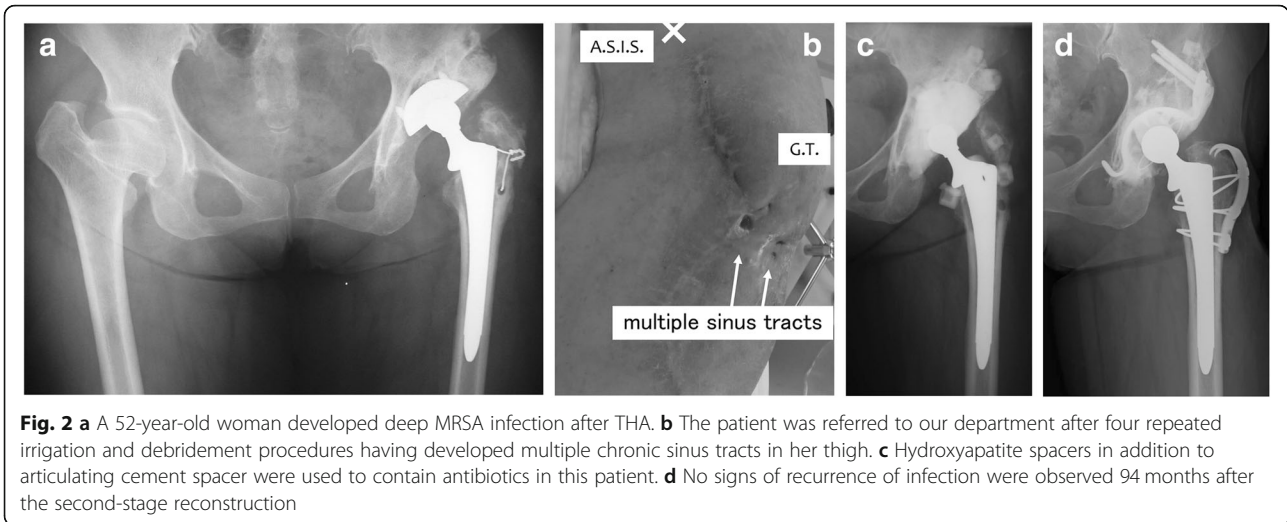 a
A.S.I.S.
b
c
d
G.T.
multiple sinus tracts
Fig. 2 a A 52-year-old woman developed deep MRSA infection after THA. b The patient was referred to our department after four repeated
irrigation and debridement procedures having developed multiple chronic sinus tracts in her thigh. c Hydroxyapatite spacers in addition to
articulating cement spacer were used to contain antibiotics in this patient. d No signs of recurrence of infection were observed 94 months after
the second-stage reconstruction